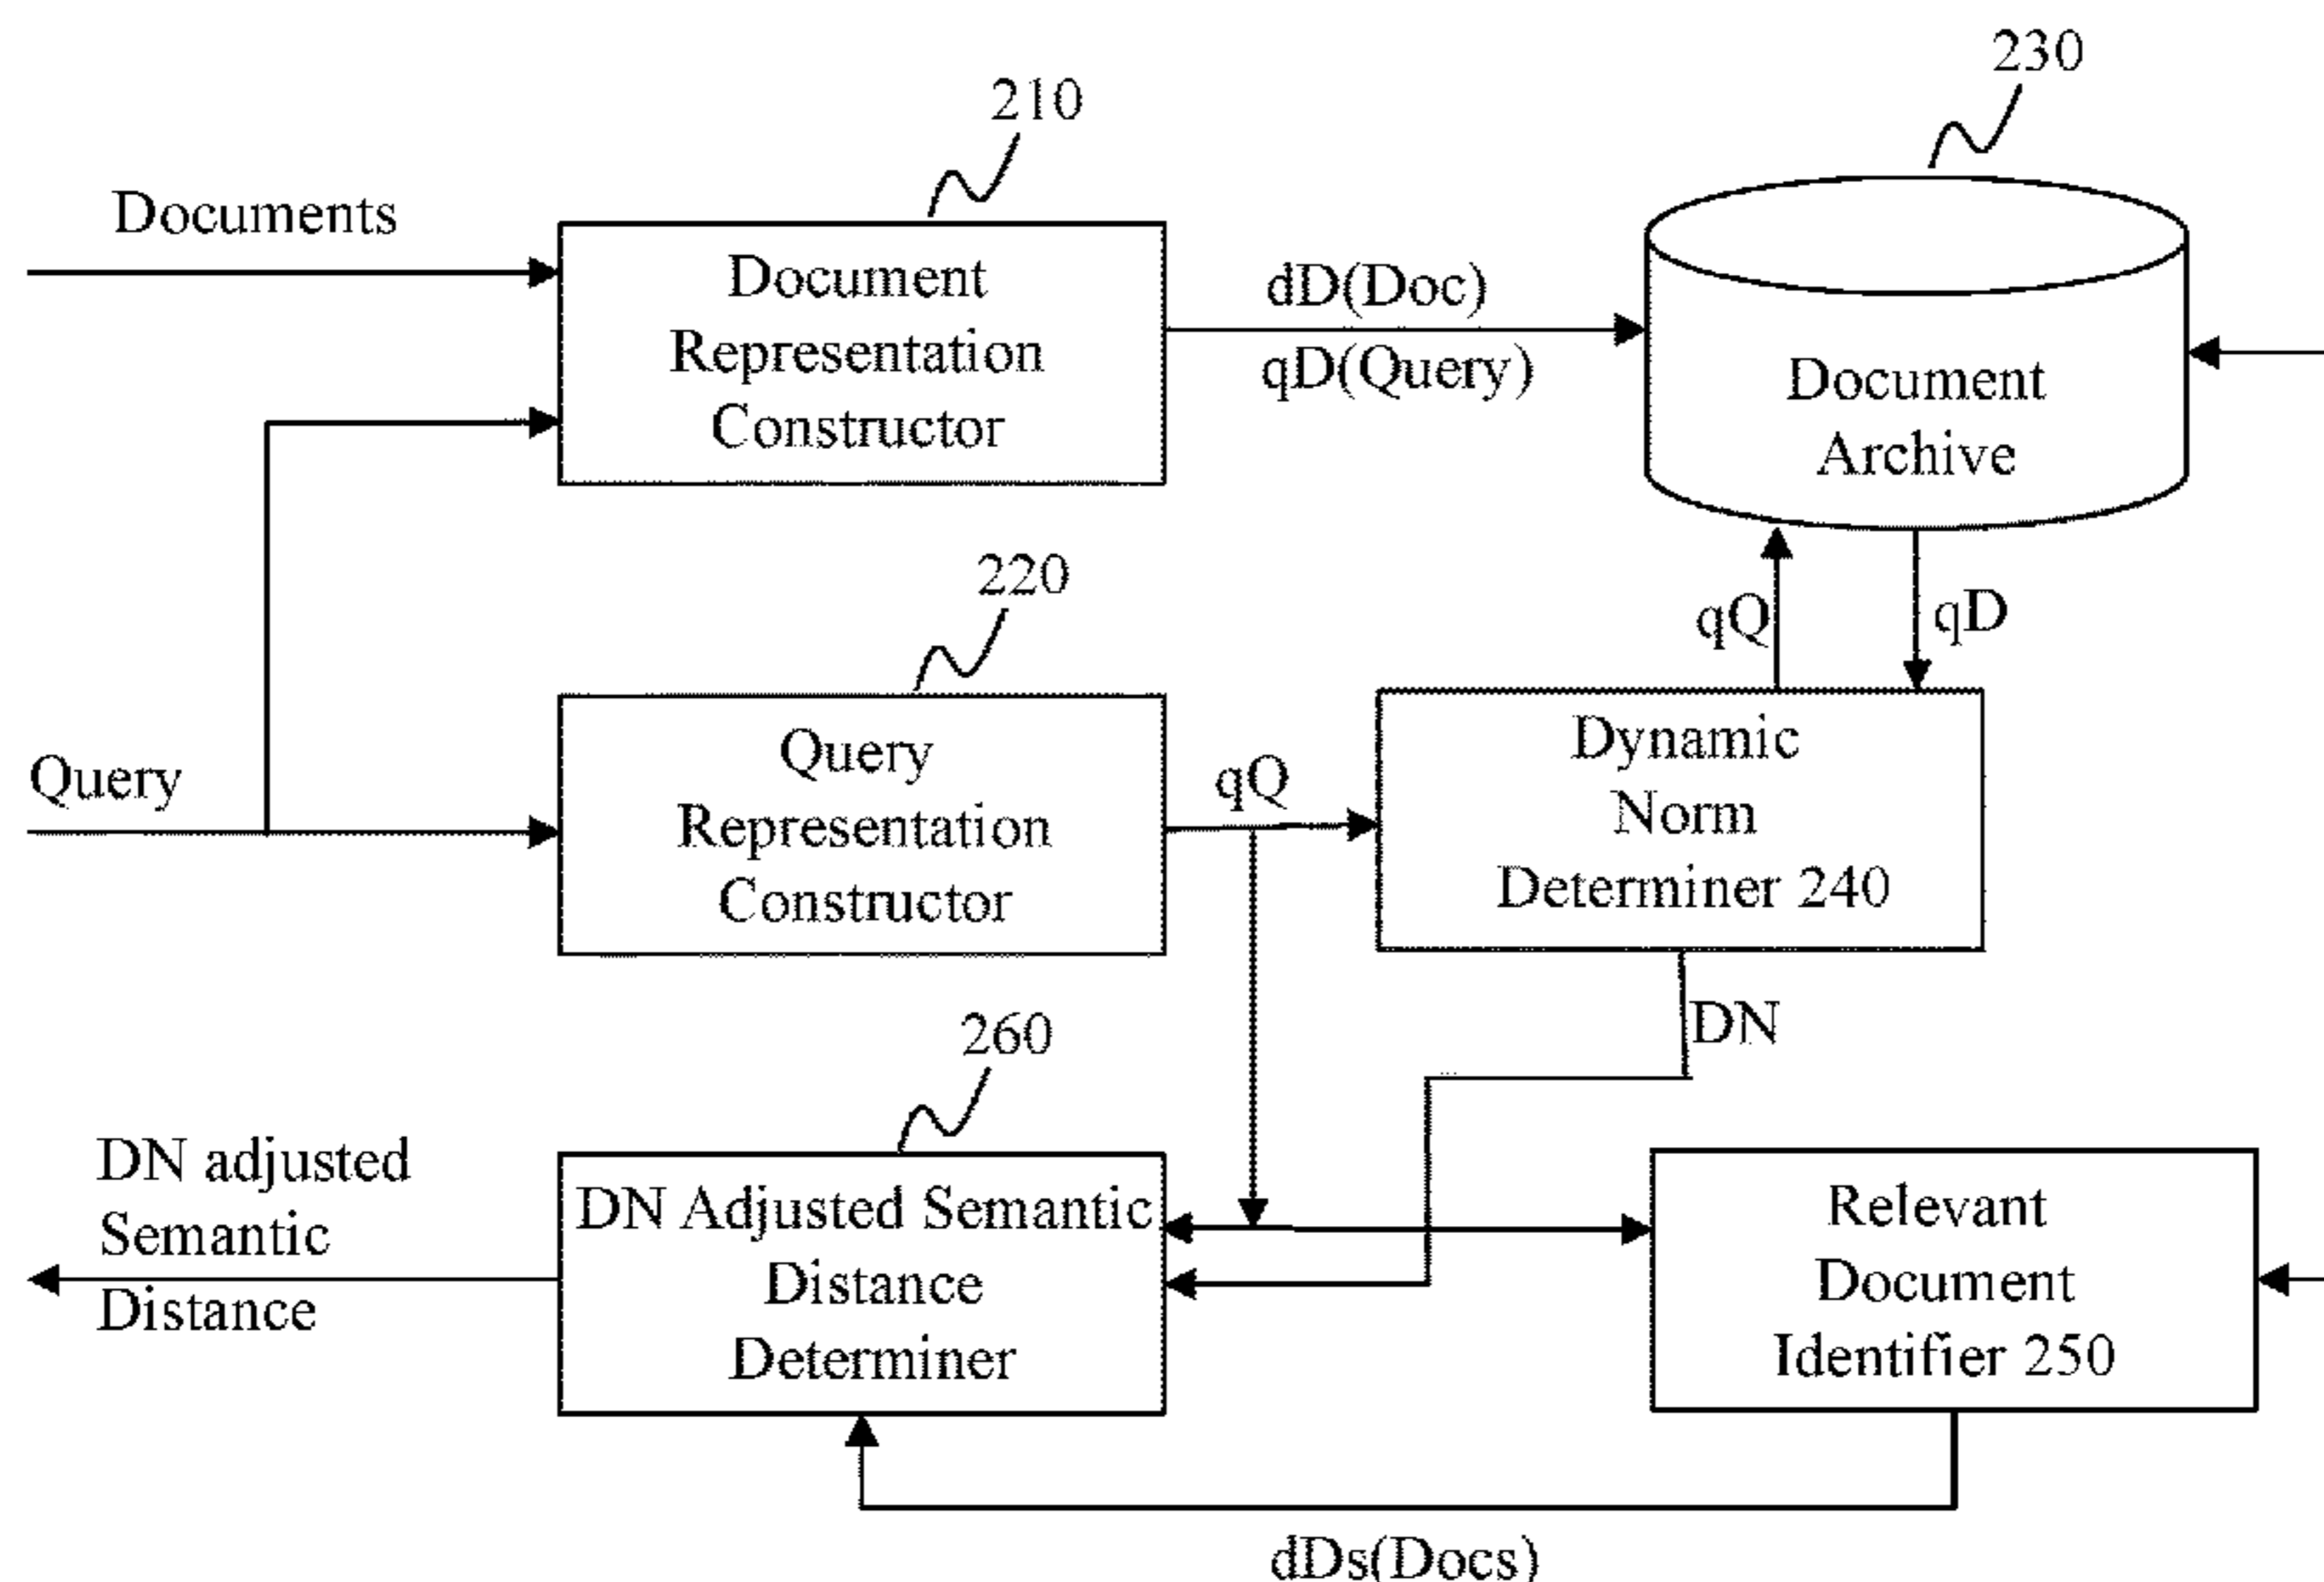 230
210
Documents
Document
Representation
Constructor
dD(Doc)
qD(Query)
Document
Archive
220
qQ
qD
Query
Query
Representation
Constructor
qQ
Dynamic
Norm
Determiner 240
DN
260
DN adjusted
Semantic
Distance
DN Adjusted Semantic
Distance
Determiner
Relevant
Document
Identifier 250
dDs(Docs)